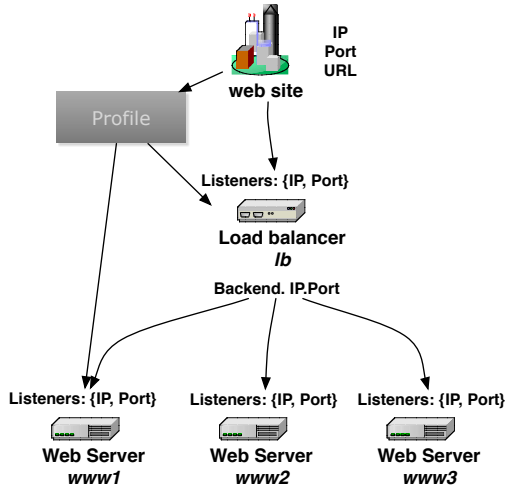 IP
Port
URL
web site
Profile
Listeners: {IP, Port}
Load balancer
lb
Backend. IP.Port
Listeners: {IP, Port} Listeners: {IP, Port} Listeners: {IP, Port}
Web Server Web Server Web Server
www1 www2 www3